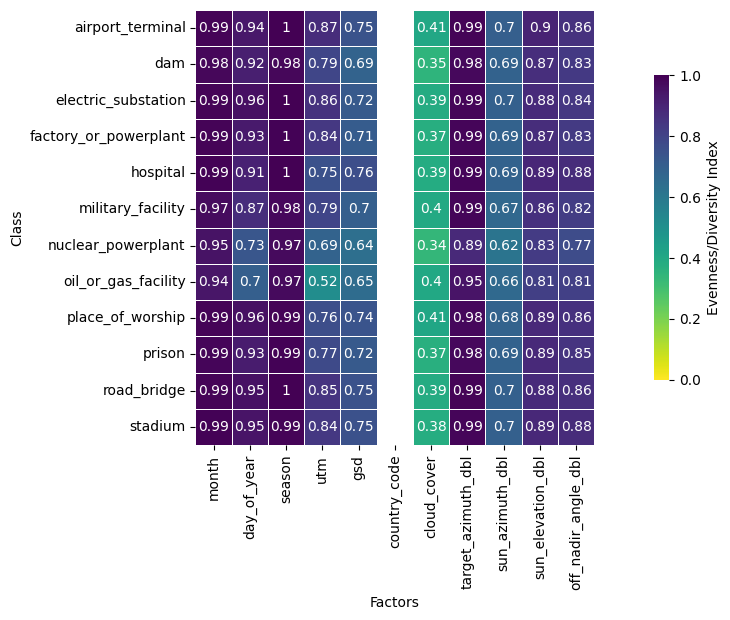 airport_terminal 0.99 0.94 1 0.87 0.75 0.41 0.99 0.7 0.9 0.86
dam 0.98 0.92 0.98 0.79 0.69 0.35 0.98 0.69 0.87 0.83
electric_substation 0.99 0.96 1 0.86 0.72 0.39 0.99 0.7 0.88 0.84
factory_or_powerplant 0.99 0.93 1 0.84 0.71 0.37 0.99 0.69 0.87 0.83
hospital 0.99 0.91 1 0.75 0.76 0.39 0.99 0.69 0.89 0.88
military_facility 0.97 0.87 0.98 0.79 0.7 0.4 0.99 0.67 0.86 0.82
nuclear_powerplant 0.95 0.73 0.97 0.69 0.64 0.34 0.89 0.62 0.83 0.77
oil_or_gas_facility 0.94 0.7 0.97 0.52 0.65 0.4 0.95 0.66 0.81 0.81
place_of_worship 0.99 0.96 0.99 0.76 0.74 0.41 0.98 0.68 0.89 0.86
prison 0.99 0.93 0.99 0.77 0.72 0.37 0.98 0.69 0.89 0.85
road_bridge 0.99 0.95 1 0.85 0.75 0.39 0.99 0.7 0.88 0.86
stadium 0.99 0.95 0.99 0.84 0.75 0.38 0.99 0.7 0.89 0.88
Class
month
day_of_year
season
utm
gsd
country_code
cloud_cover
target_azimuth_dbl
sun_azimuth_dbl
sun_elevation_dbl
off_nadir_angle_dbl
Factors
1.0
0.8
0.6
0.4
0.2
0.0
Evenness/Diversity Index